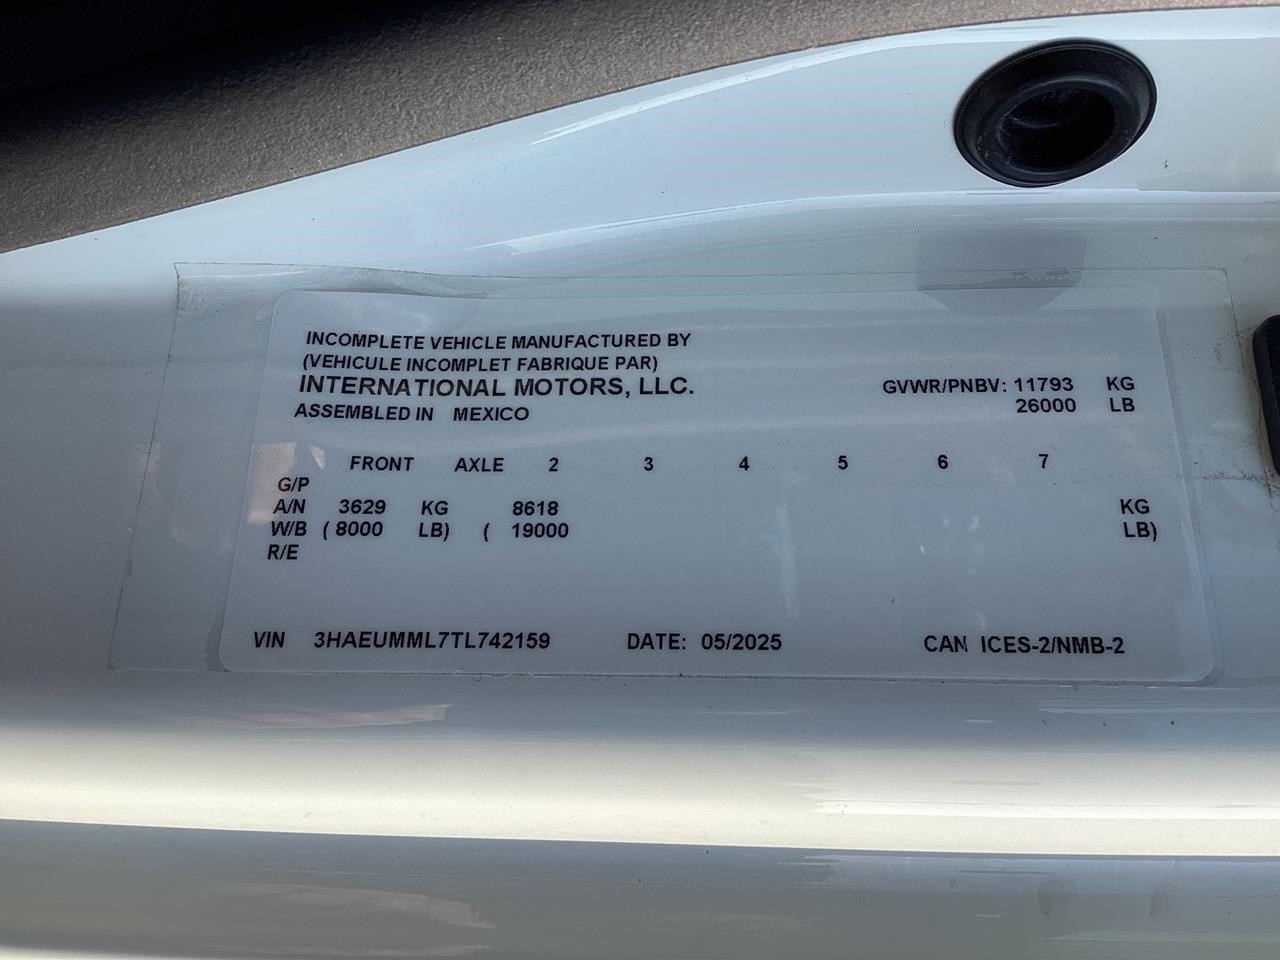 INCOMPLETE VEHICLE MANUFACTURED BY
(VEHICULE INCOMPLET FABRIQUE PAR)
INTERNATIONAL MOTORS, LLC. GVWR/PNBV: 11793 KG
ASSEMBLED IN MEXICO 26000 LB
FRONT AXLE 2 3 4 5 6 7
G/P
A/N 3629 KG 8618 KG
W/B ( 8000 LB) ( 19000 LB)
R/E
VIN 3HAEUMML7TL742159 DATE: 05/2025 CAN ICES-2/NMB-2